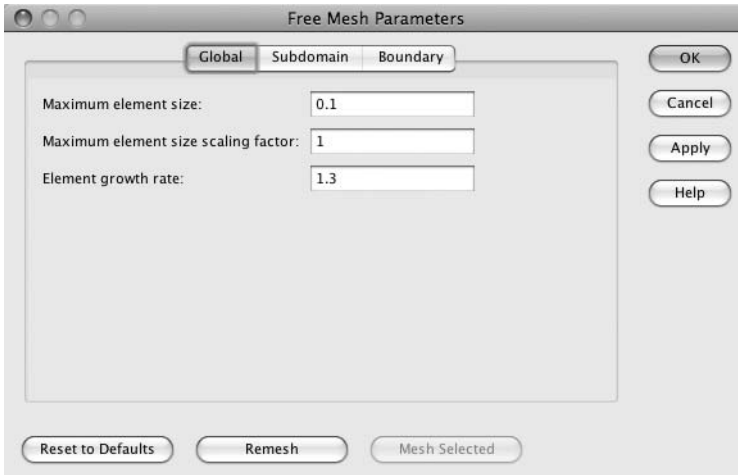 Free Mesh Parameters
Global Subdomain Boundary
OK
Maximum element size: 0.1
Cancel
Maximum element size scaling factor: 1
Apply
Element growth rate: 1.3
Help
Reset to Defaults Remesh Mesh Selected